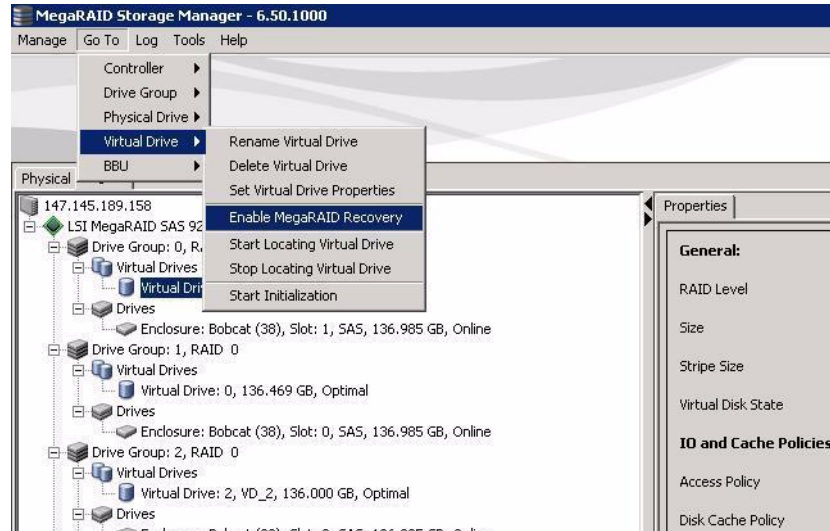 MegaRAID Storage Manager - 6.50.1000
Manage Go To Log Tools Help
Controller
Drive Group
Physical Drive
Virtual Drive
BBU
Rename Virtual Drive
Delete Virtual Drive
Set Virtual Drive Properties
Enable MegaRAID Recovery
Start Locating Virtual Drive
Stop Locating Virtual Drive
Start Initialization
Physical
147.145.189.158
LSI MegaRAID SAS 92
Drive Group: 0, R
Virtual Drives
Virtual Dri
Drives
Enclosure: Bobcat (38), Slot: 1, SAS, 136.985 GB, Online
Drive Group: 1, RAID 0
Virtual Drives
Virtual Drive: 0, 136.469 GB, Optimal
Drives
Enclosure: Bobcat (38), Slot: 0, SAS, 136.985 GB, Online
Drive Group: 2, RAID 0
Virtual Drives
Virtual Drive: 2, VD_2, 136.000 GB, Optimal
Drives
Properties
General:
RAID Level
Size
Stripe Size
Virtual Disk State
IO and Cache Policies
Access Policy
Disk Cache Policy